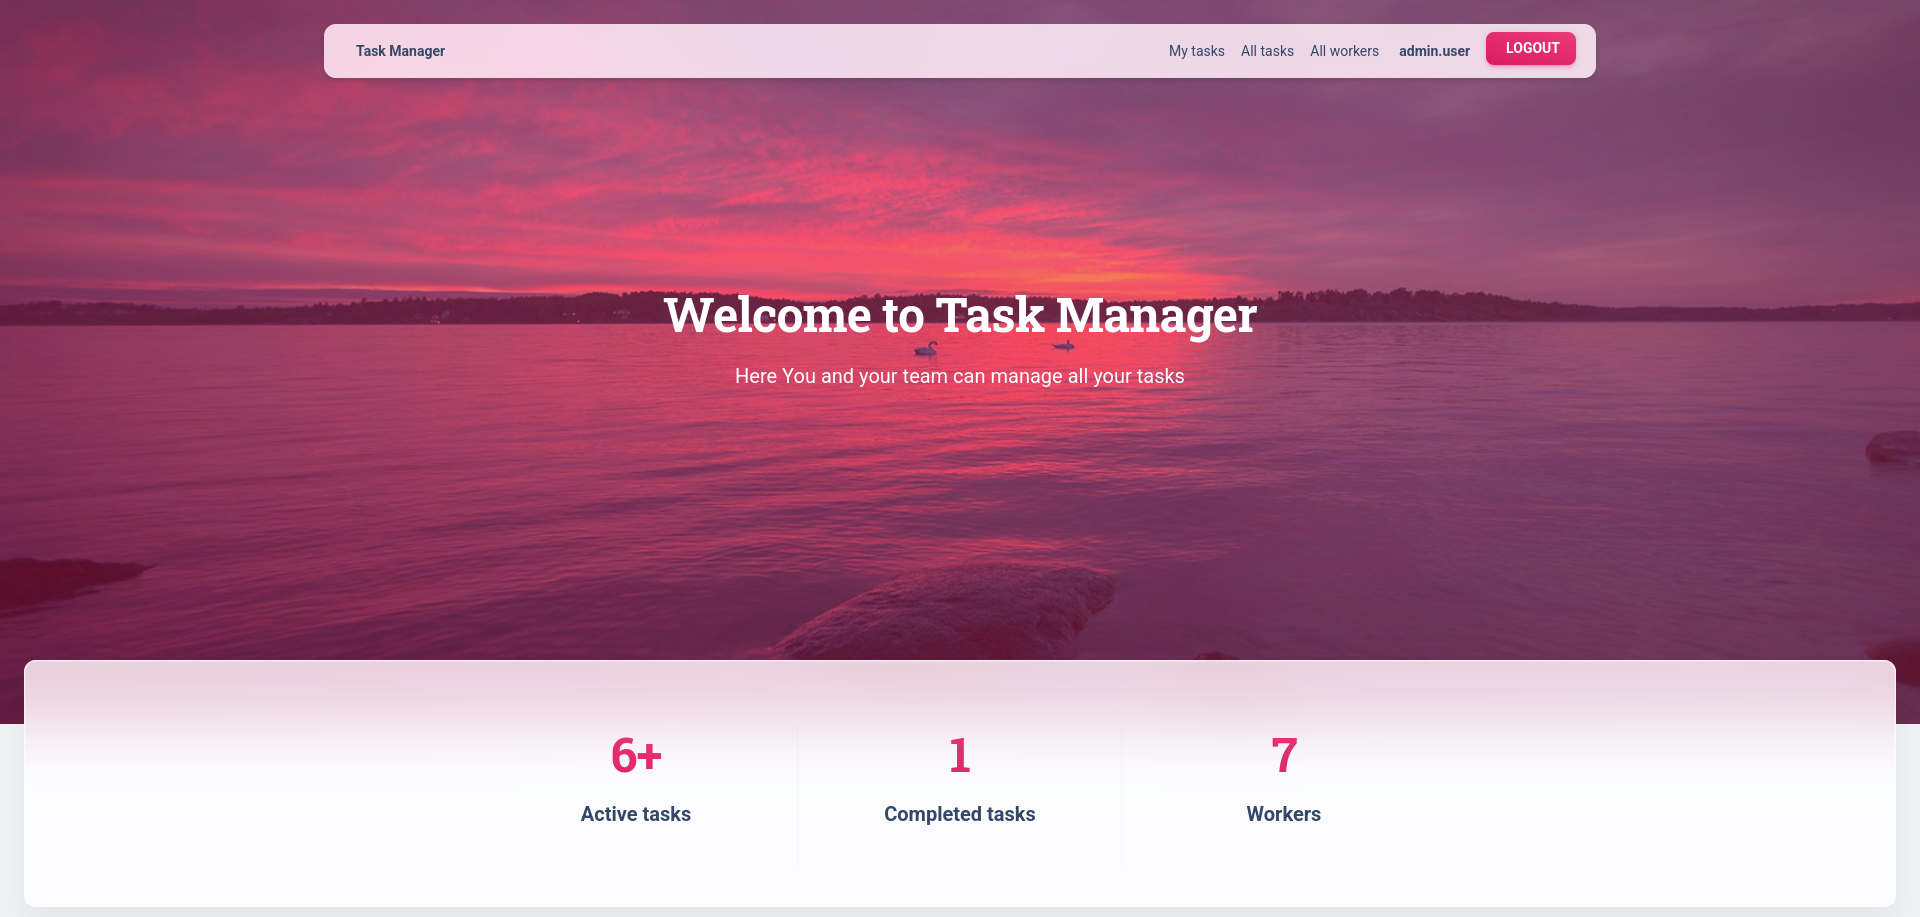 Task Manager
My tasks
All tasks
All workers
admin.user
LOGOUT
Welcome to Task Manager
Here You and your team can manage all your tasks
6+
1
7
Active tasks
Completed tasks
Workers